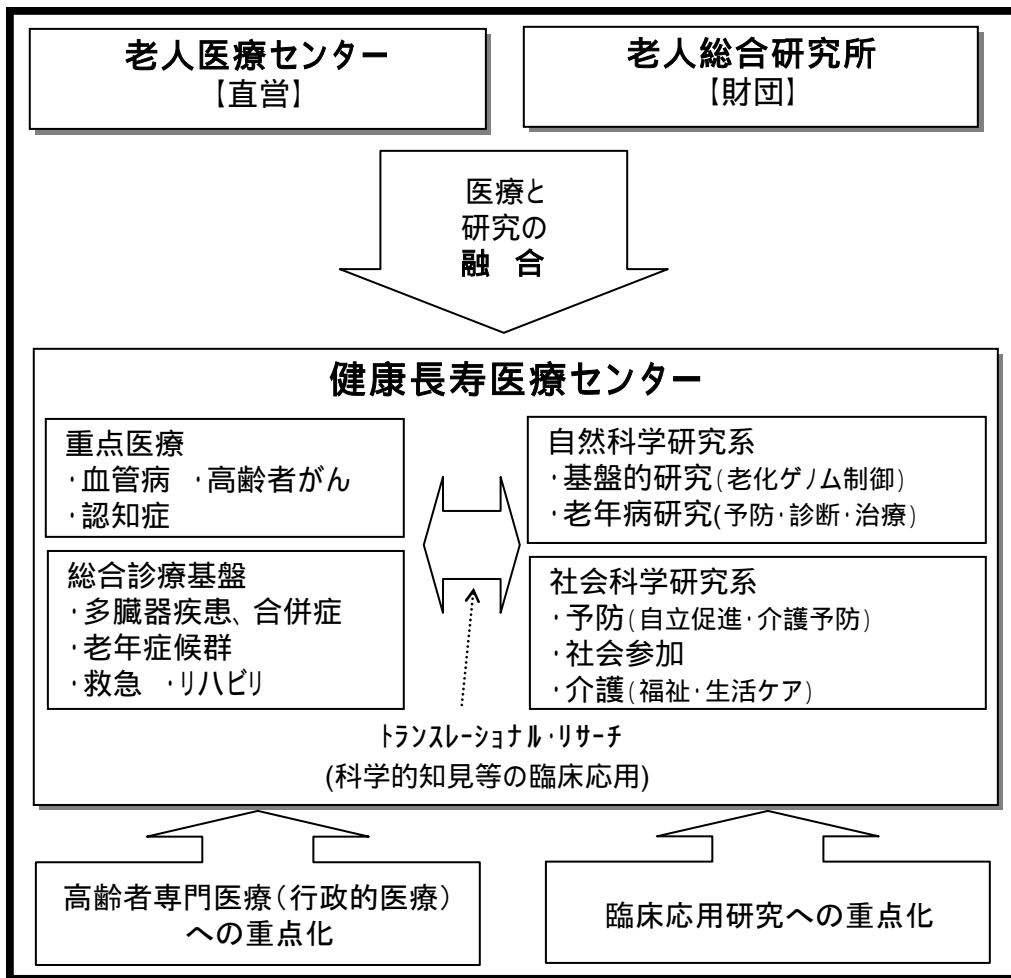 老人医療センター
【直営】
老人総合研究所
【財団】
医療と
研究の
融 合
健康長寿医療センター
重点医療
・血管病 ・高齢者がん
・認知症
総合診療基盤
・多臓器疾患、合併症
・老年症候群
・救急 ・リハビリ
自然科学研究系
・基盤的研究(老化ゲノム制御)
・老年病研究(予防・診断・治療)
社会科学研究系
・予防(自立促進・介護予防)
・社会参加
・介護(福祉・生活ケア)
トランスレーショナル・リサーチ
(科学的知見等の臨床応用)
高齢者専門医療(行政的医療)
への重点化
臨床応用研究への重点化